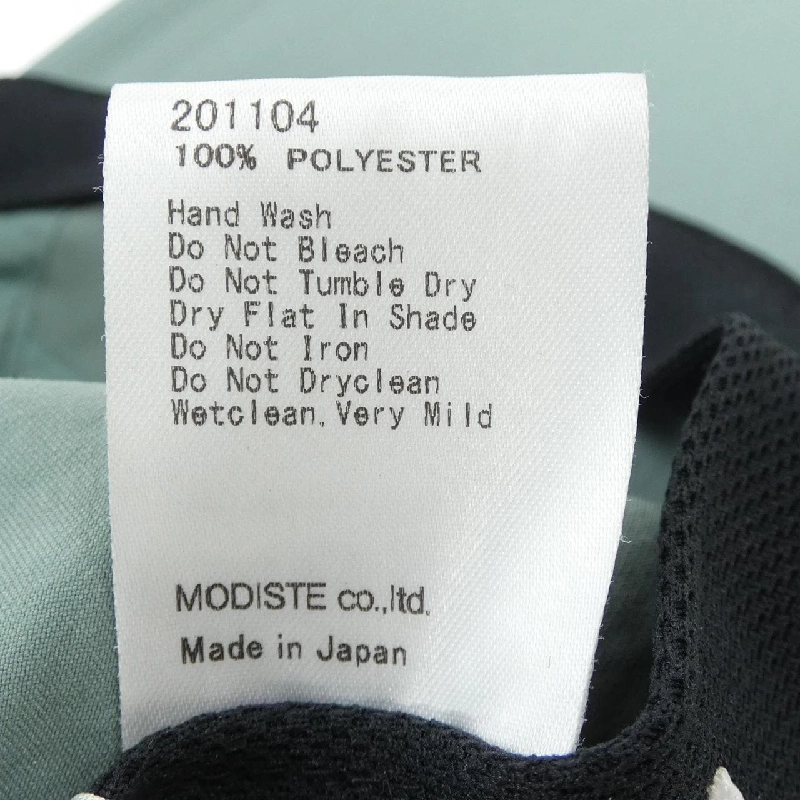 201104
100% POLYESTER
Hand Wash
Do Not Bleach
Do Not Tumble Dry
Dry Flat In Shade
Do Not Iron
Do Not Dryclean
Wetclean.Very Mild
MODISTE co.,ltd.
Made in Japan